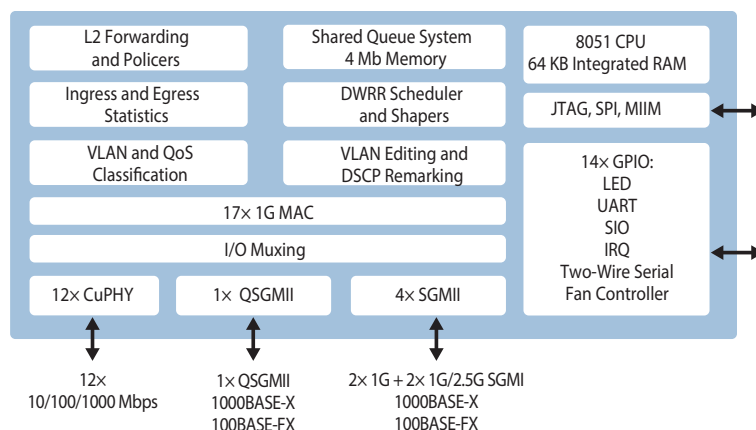 L2 Forwarding
and Policers
Shared Queue System
4 Mb Memory
8051 CPU
64 KB Integrated RAM
Ingress and Egress
Statistics
DWRR Scheduler
and Shapers
JTAG, SPI, MIIM
VLAN and QoS
Classification
VLAN Editing and
DSCP Remarking
14× GPIO:
LED
UART
SIO
IRQ
Two-Wire Serial
Fan Controller
17× 1G MAC
I/O Muxing
12× CuPHY
1× QSGMII
4× SGMII
12×
10/100/1000 Mbps
1× QSGMII
1000BASE-X
100BASE-FX
2× 1G + 2× 1G/2.5G SGMI
1000BASE-X
100BASE-FX